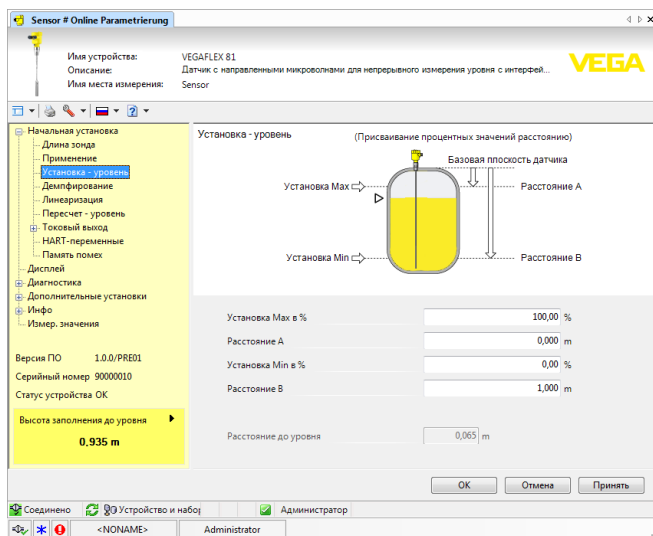 Sensor # Online Parametrierung
Имя устройства: VEGAFLEX 81
Описание: Датчик с направленными микроволнами для непрерывного измерения уровня с интерфей...
Имя места измерения: Sensor
VEGA
Начальная установка
Длина зонда
Применение
Установка - уровень
Демпфирование
Линеаризация
Пересчет - уровень
Токовый выход
HART-переменные
Память помех
Дисплей
Диагностика
Дополнительные установки
Инфо
Измер. значения
Версия ПО 1.0.0/PRE01
Серийный номер 90000010
Статус устройства OK
Высота заполнения до уровня
0,935 m
Установка - уровень
(Присваивание процентных значений расстоянию)
Базовая плоскость датчика
Установка Max
Расстояние A
Установка Min
Расстояние B
Установка Max в % 100,00 %
Расстояние A 0,000 m
Установка Min в % 0,00 %
Расстояние B 1,000 m
Расстояние до уровня 0,065 m
OK Отмена Принять
Соединено Устройство и набор Администратор
<NONAME> Administrator